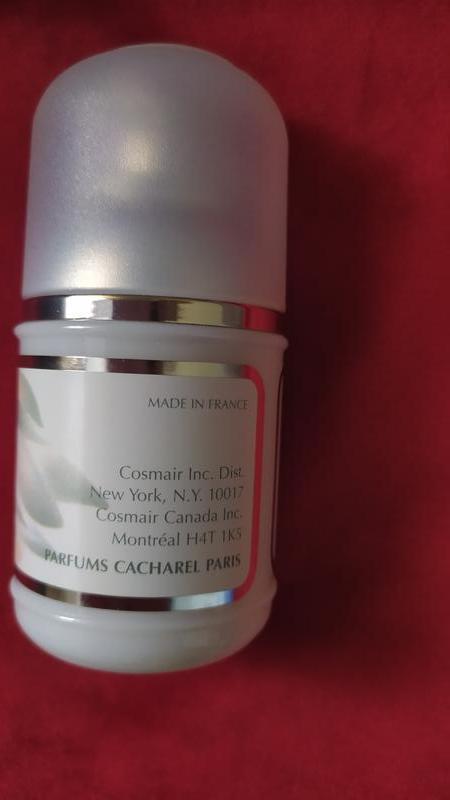 MADE IN FRANCE
Cosmair Inc. Dist.
New York, N.Y. 10017
Cosmair Canada Inc.
Montréal H4T 1K5
PARFUMS CACHAREL PARIS